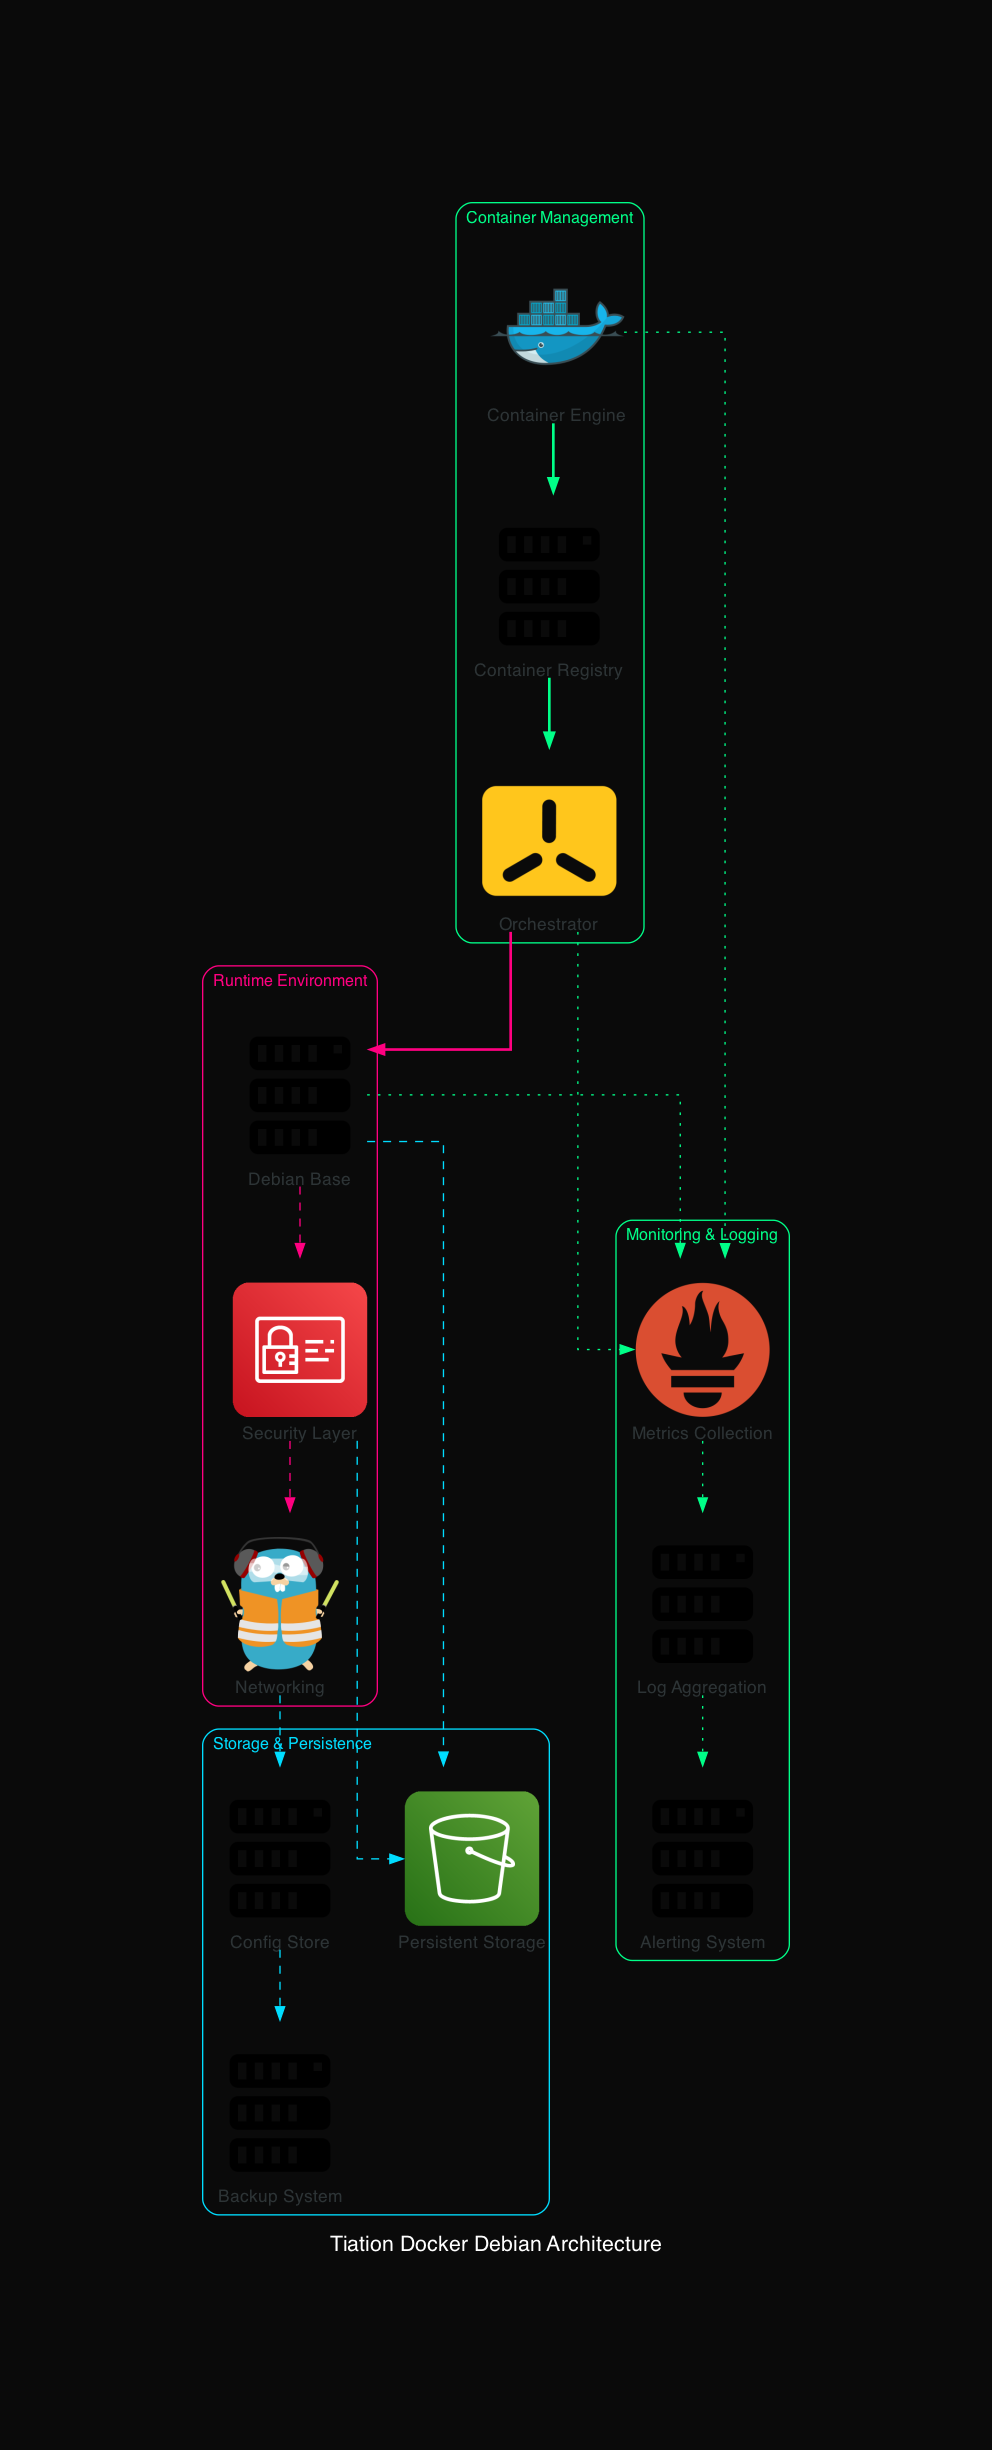 Container Management
Container Engine
Container Registry
Orchestrator
Runtime Environment
Debian Base
Security Layer
Networking
Monitoring & Logging
Metrics Collection
Log Aggregation
Alerting System
Storage & Persistence
Config Store
Persistent Storage
Backup System
Tiation Docker Debian Architecture